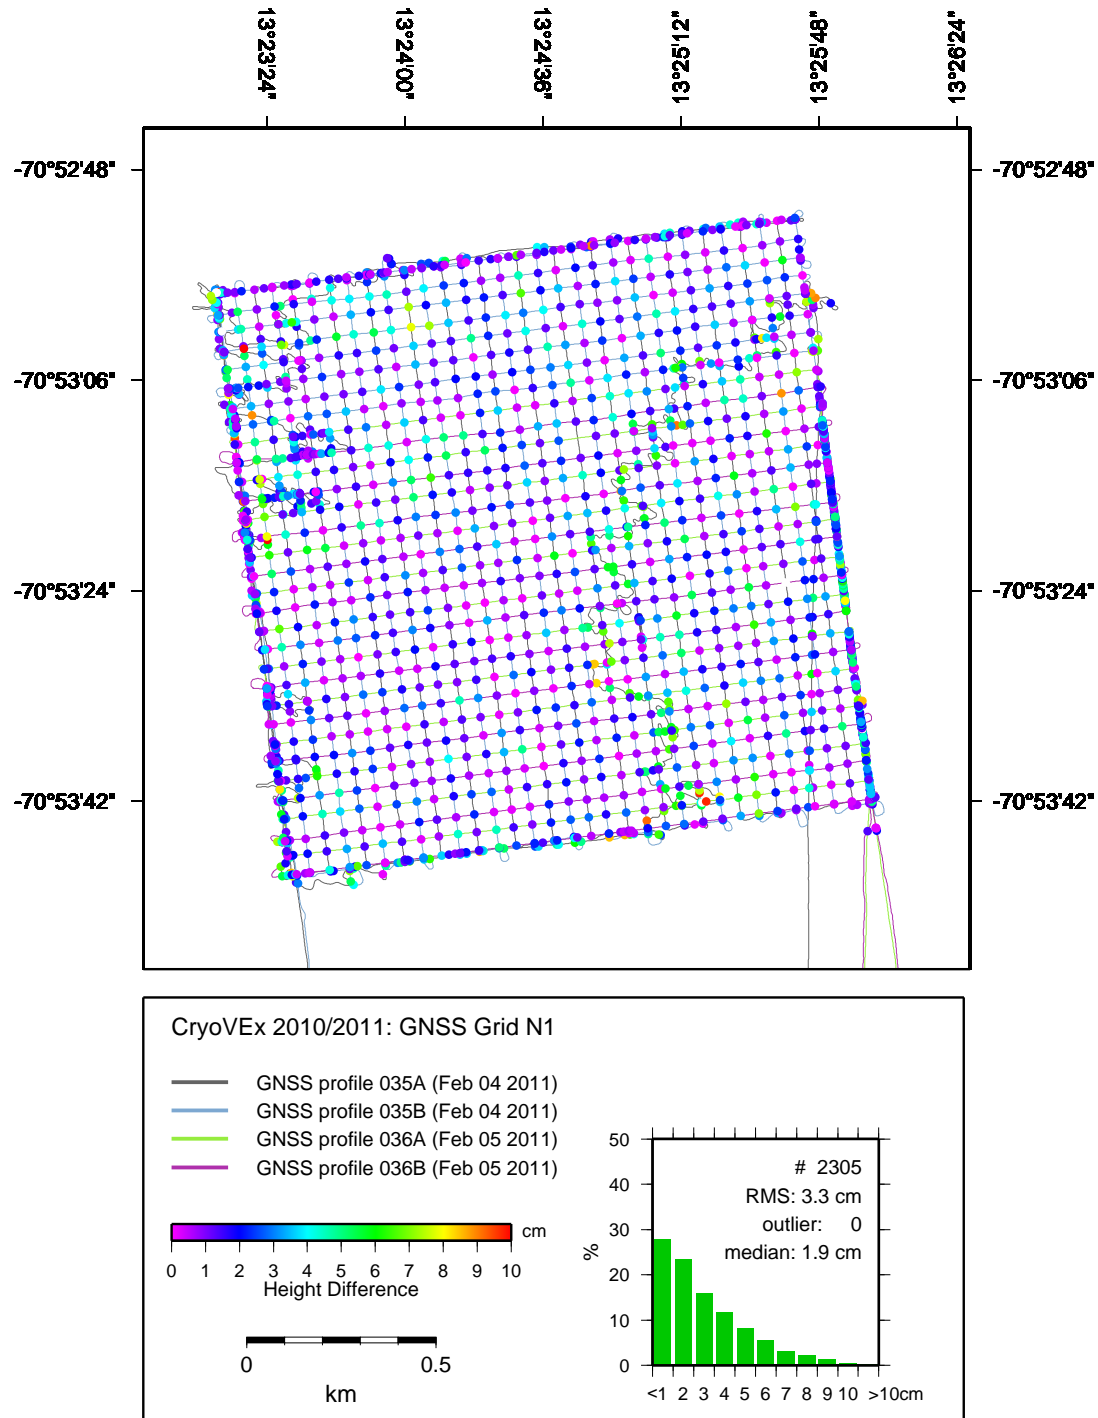 13°23'24" 13°24'00" 13°24'36" 13°25'12" 13°25'48" 13°26'24"
-70°52'48" -70°52'48"
-70°53'06" -70°53'06"
-70°53'24" -70°53'24"
-70°53'42" -70°53'42"
CryoVEx 2010/2011: GNSS Grid N1
GNSS profile 035A (Feb 04 2011)
GNSS profile 035B (Feb 04 2011)
GNSS profile 036A (Feb 05 2011)
GNSS profile 036B (Feb 05 2011)
cm
0 1 2 3 4 5 6 7 8 9 10
Height Difference
0 0.5
km
50
40
30
20
10
0
%
# 2305
RMS: 3.3 cm
outlier: 0
median: 1.9 cm
<1 2 3 4 5 6 7 8 9 10 >10cm